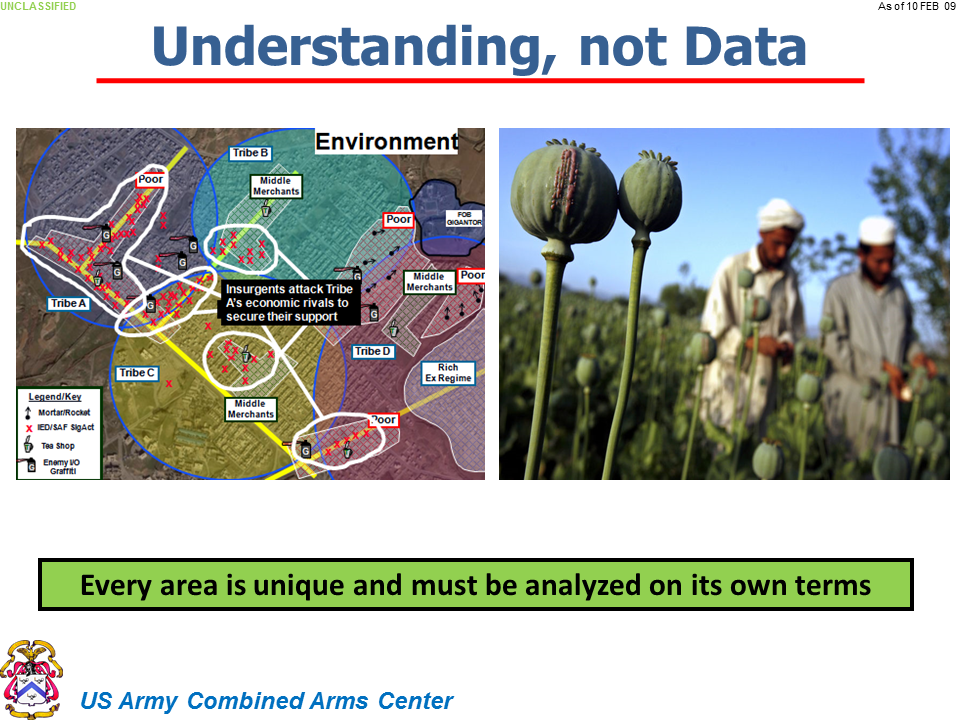 UNCLASSIFIED
As of 10 FEB 09
Understanding, not Data
Environment
Tribe B
Poor
Middle
Merchants
FOB
GIGANTOR
Poor
G
G
G
G
G
Middle
Merchants
Poor
Insurgents attack Tribe
A's economic rivals to
secure their support
Tribe A
G
G
Tribe D
Tribe C
Rich
Ex Regime
Middle
Merchants
Poor
G
Legend/Key
Mortar/Rocket
X IED/SAF SigAct
Tea Shop
Enemy I/O
G Graffiti
Every area is unique and must be analyzed on its own terms
US Army Combined Arms Center